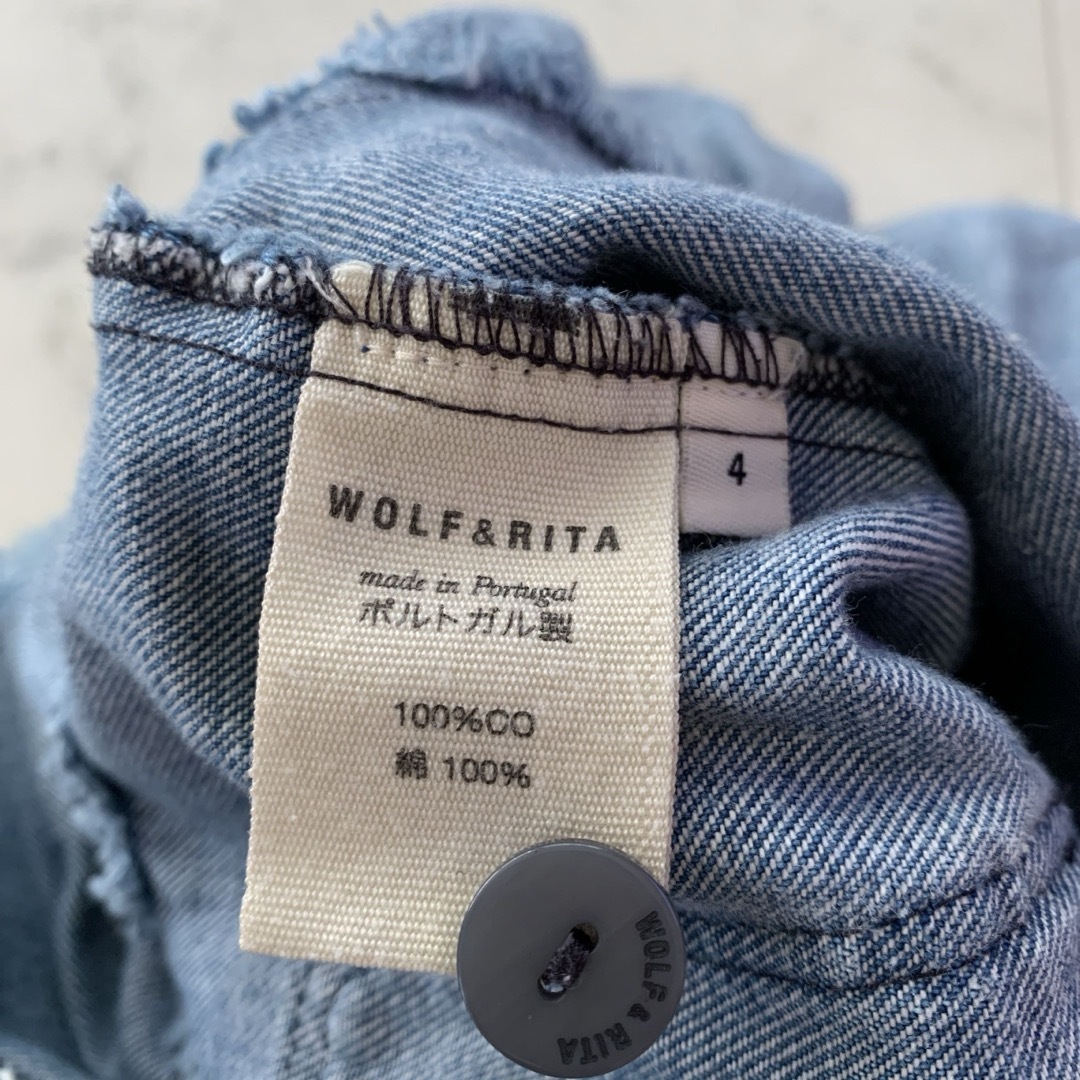 WOLF & RITA
made in Portugal
ポルトガル製
100%CO
綿 100%
4
WOLF & RITA